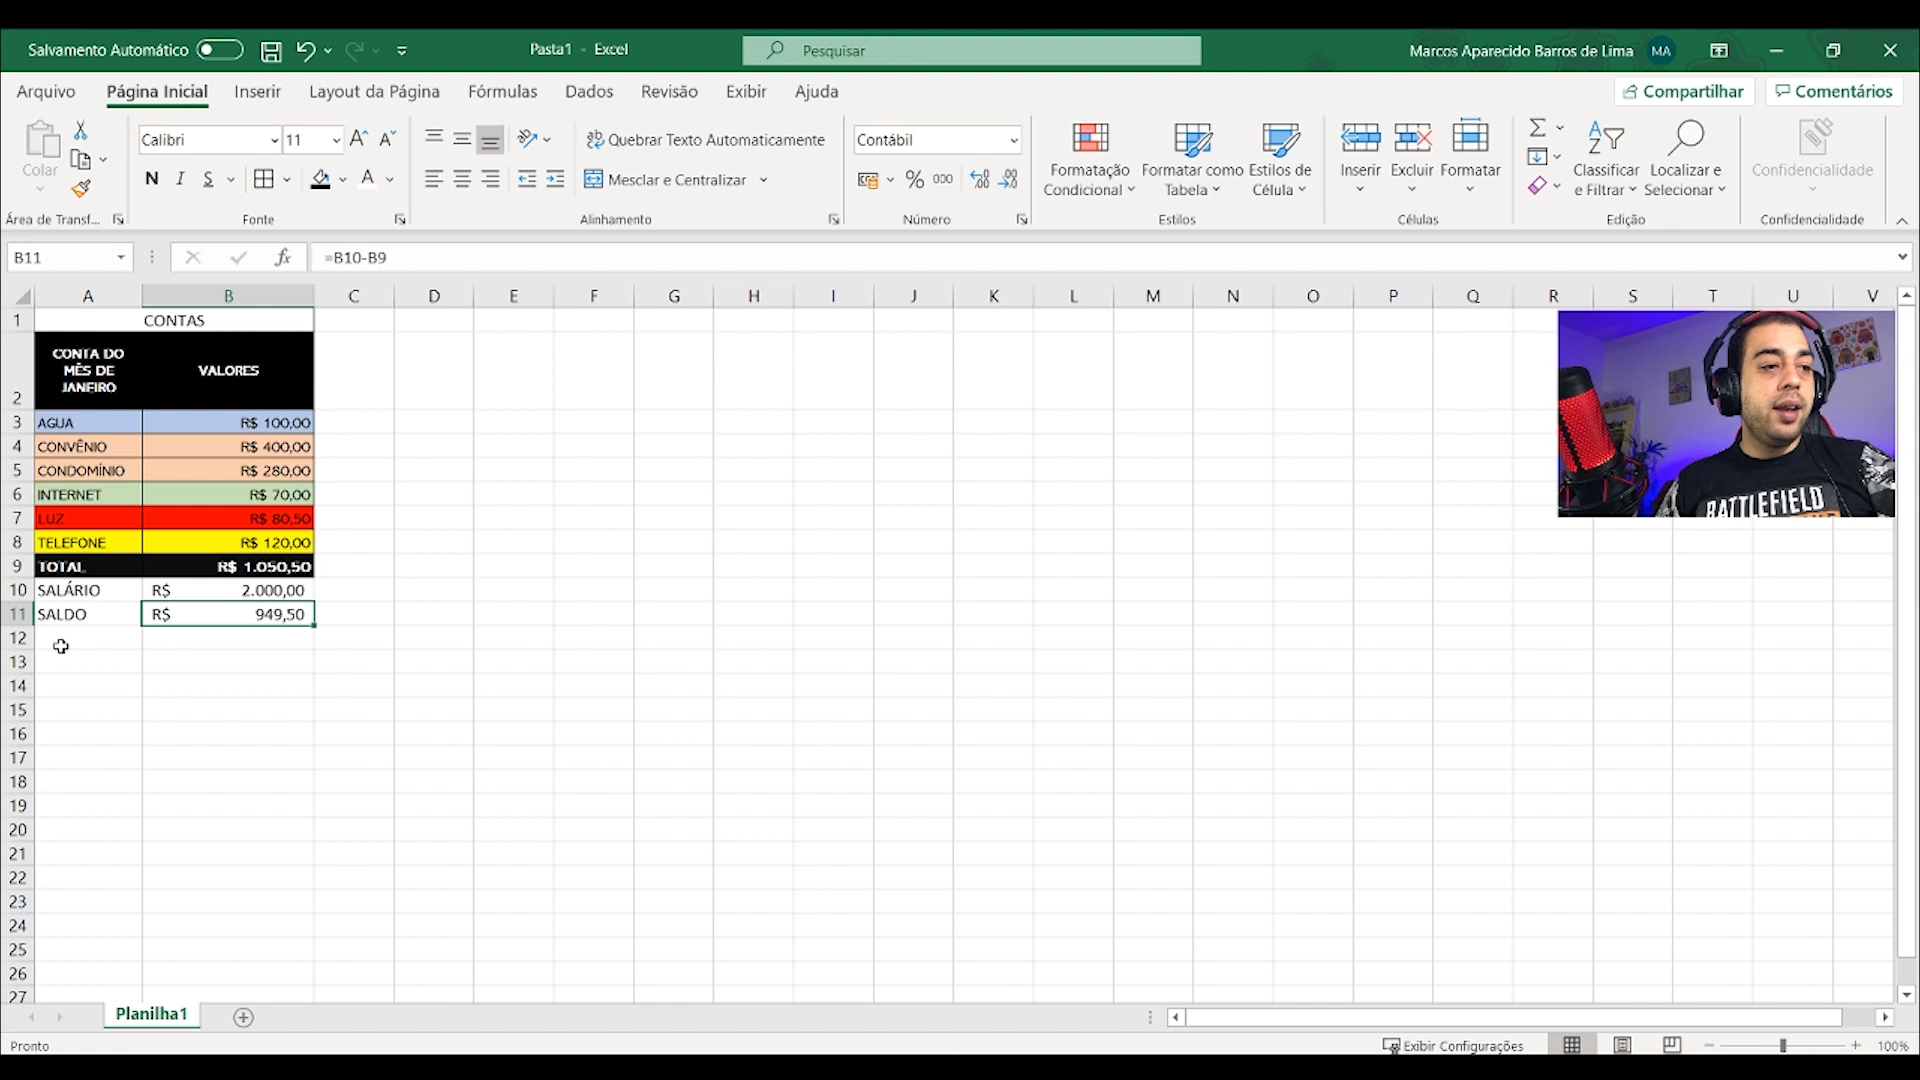 Salvamento Automático
Pasta1 - Excel
Pesquisar
Marcos Aparecido Barros de Lima
MA
Arquivo
Página Inicial
Inserir
Layout da Página
Fórmulas
Dados
Revisão
Exibir
Ajuda
Compartilhar
Comentários
Colar
Calibri
11
Quebrar Texto Automaticamente
Contábil
Formatação Condicional
Formatar como Tabela
Estilos de Célula
Inserir
Excluir
Formatar
Classificar e Filtrar
Localizar e Selecionar
Confidencialidade
N I S
A
Mesclar e Centralizar
% 000
Área de Transf...
Fonte
Alinhamento
Número
Estilos
Células
Edição
Confidencialidade
B11
fx
=B10-B9
A B C D E F G H I J K L M N O P Q R S T U V
1 CONTAS
2 CONTA DO MÊS DE JANEIRO VALORES
3 AGUA R$ 100,00
4 CONVÊNIO R$ 400,00
5 CONDOMÍNIO R$ 280,00
6 INTERNET R$ 70,00
7 LUZ R$ 80,50
8 TELEFONE R$ 120,00
9 TOTAL R$ 1.050,50
10 SALÁRIO R$ 2.000,00
11 SALDO R$ 949,50
12
13
14
15
16
17
18
19
20
21
22
23
24
25
26
27
BATTLEFIELD
Planilha1
Pronto
Exibir Configurações
100%